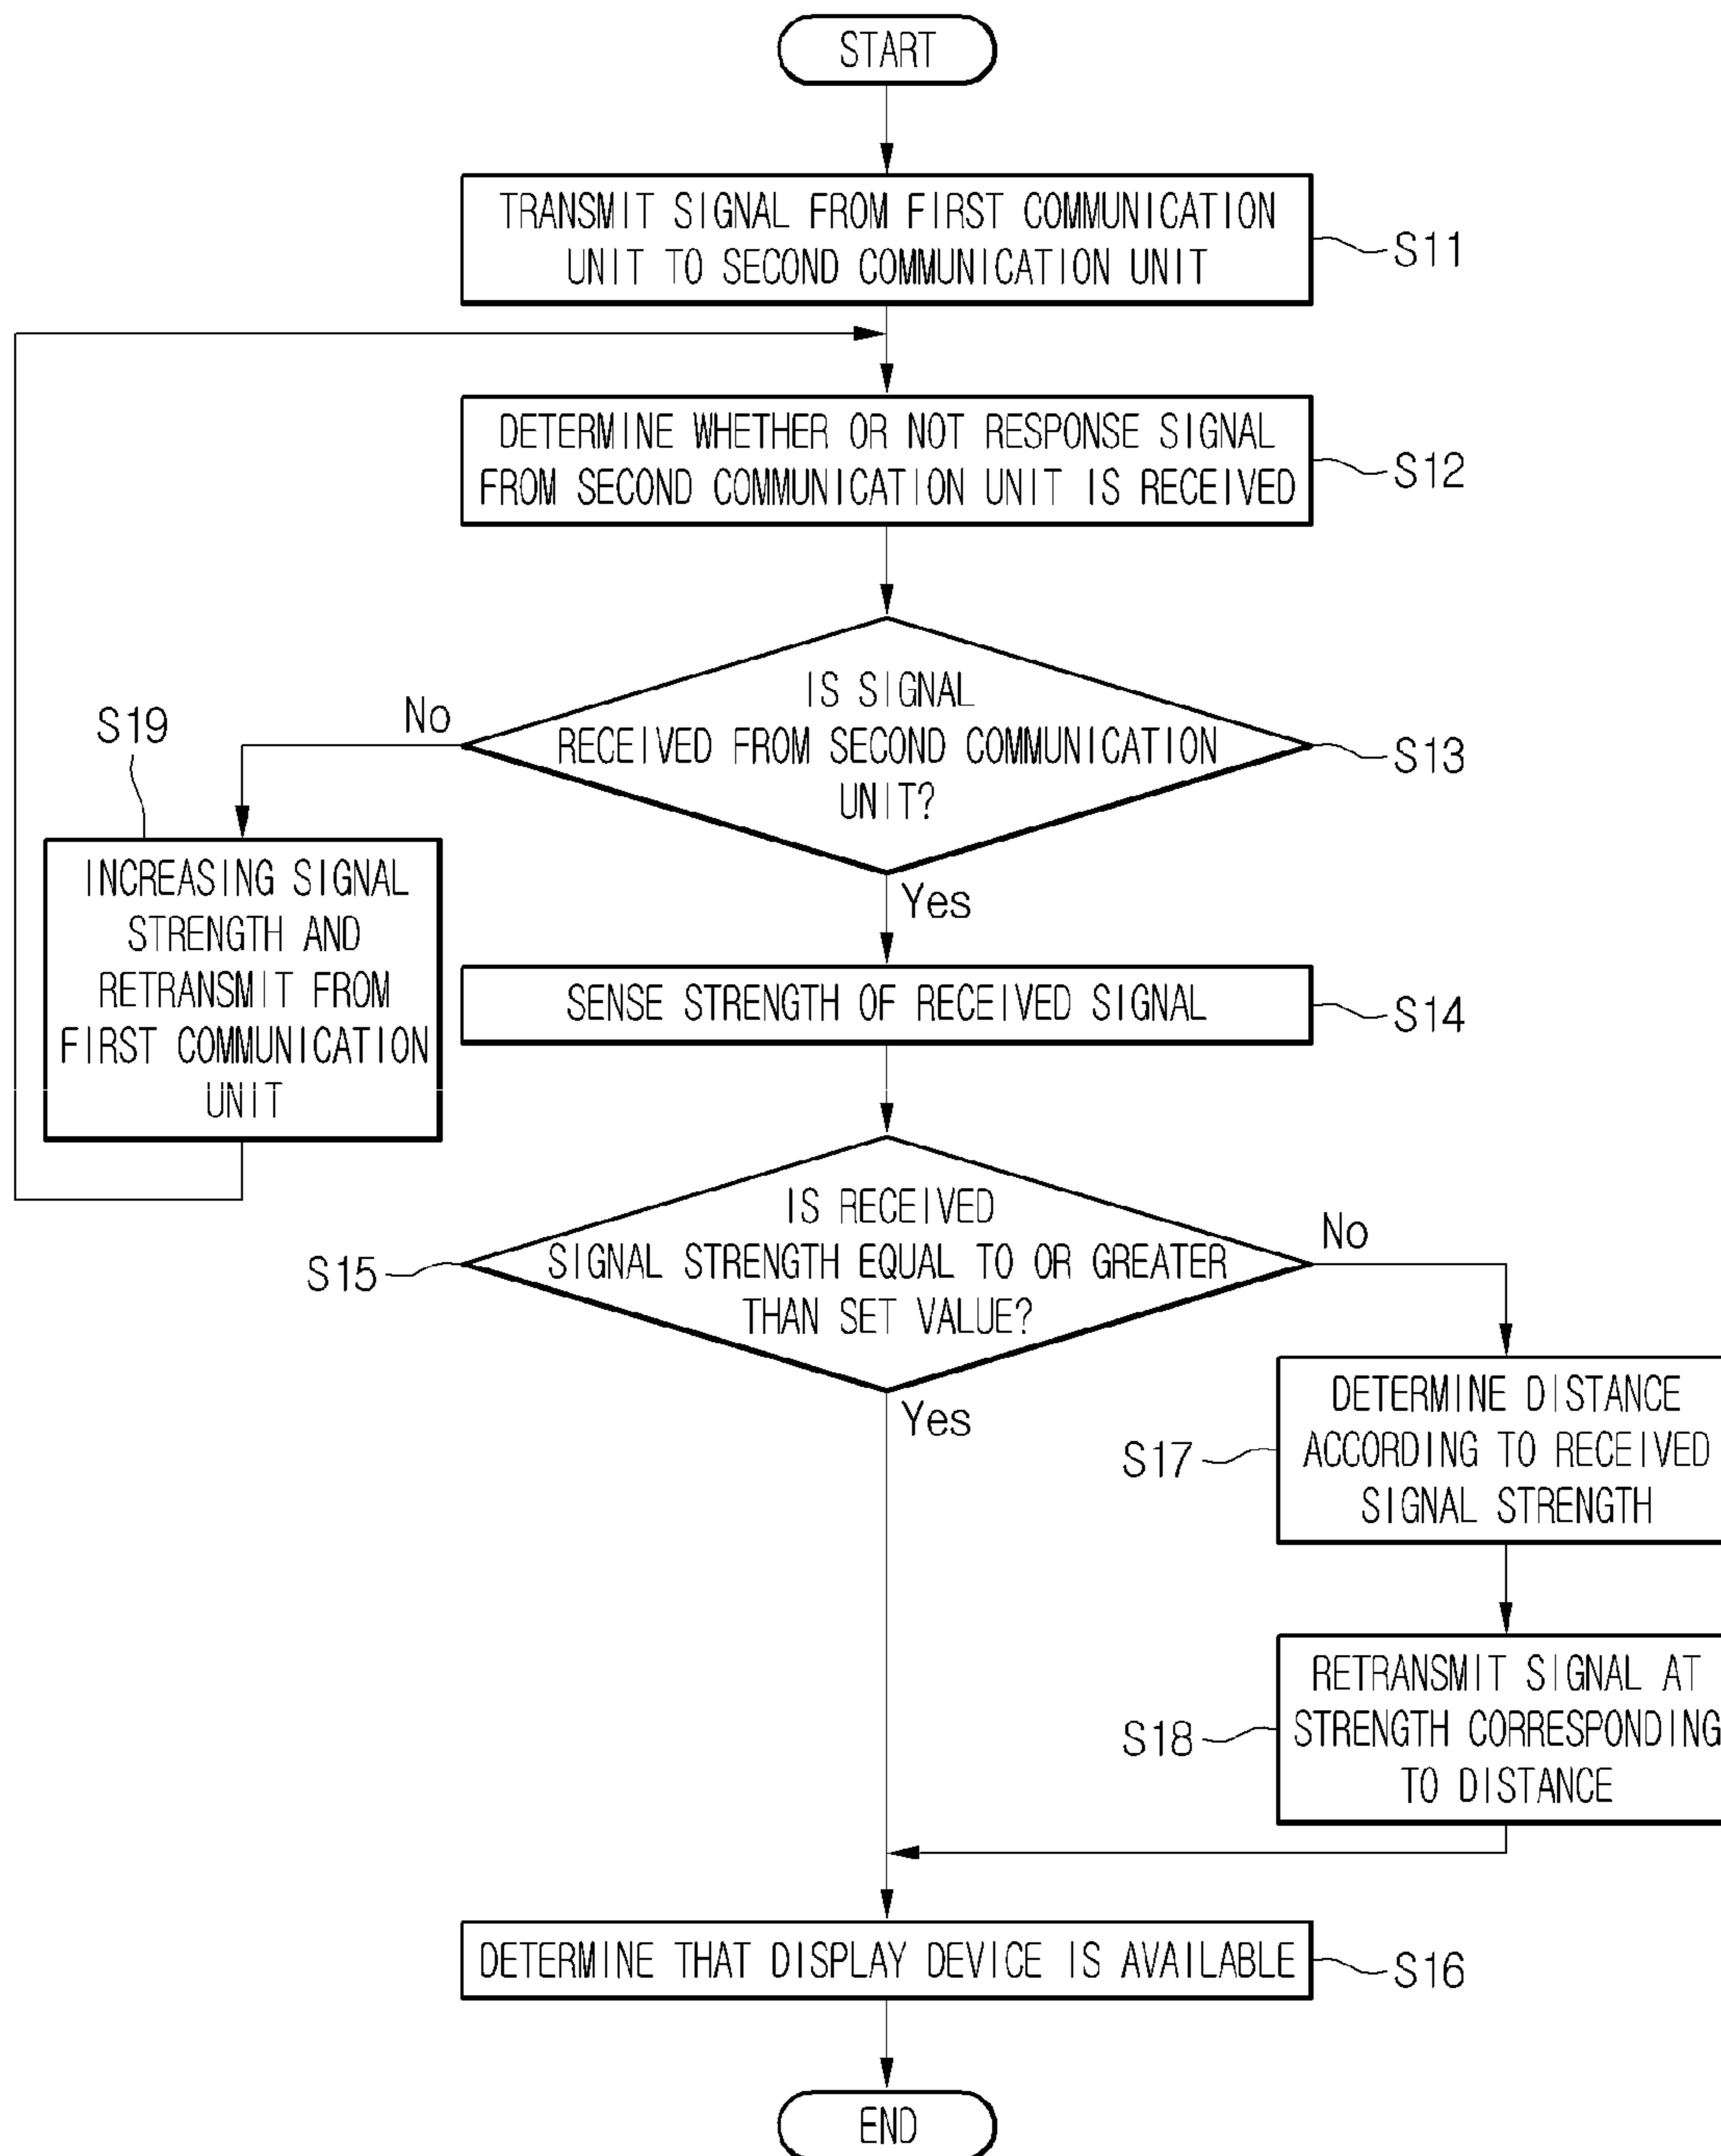 START
TRANSMIT SIGNAL FROM FIRST COMMUNICATION
UNIT TO SECOND COMMUNICATION UNIT
S11
DETERMINE WHETHER OR NOT RESPONSE SIGNAL
FROM SECOND COMMUNICATION UNIT IS RECEIVED
S12
IS SIGNAL
RECEIVED FROM SECOND COMMUNICATION
UNIT?
S13
No
S19
INCREASING SIGNAL
STRENGTH AND
RETRANSMIT FROM
FIRST COMMUNICATION
UNIT
Yes
SENSE STRENGTH OF RECEIVED SIGNAL
S14
IS RECEIVED
SIGNAL STRENGTH EQUAL TO OR GREATER
THAN SET VALUE?
S15
No
Yes
DETERMINE DISTANCE
ACCORDING TO RECEIVED
SIGNAL STRENGTH
S17
RETRANSMIT SIGNAL AT
STRENGTH CORRESPONDING
TO DISTANCE
S18
DETERMINE THAT DISPLAY DEVICE IS AVAILABLE
S16
END